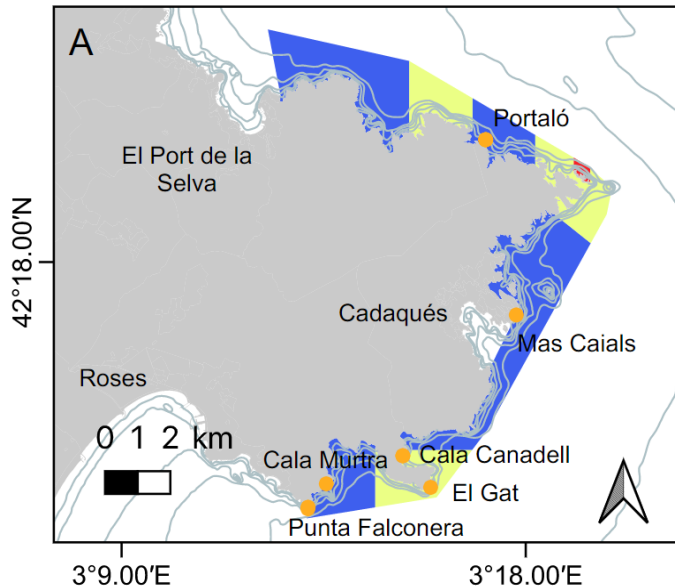 A
Portaló
El Port de la
Selva
42°18.00′N
Cadaqués
Mas Caials
Roses
0 1 2 km
Cala Murtra
Cala Canadell
El Gat
Punta Falconera
3°9.00′E
3°18.00′E